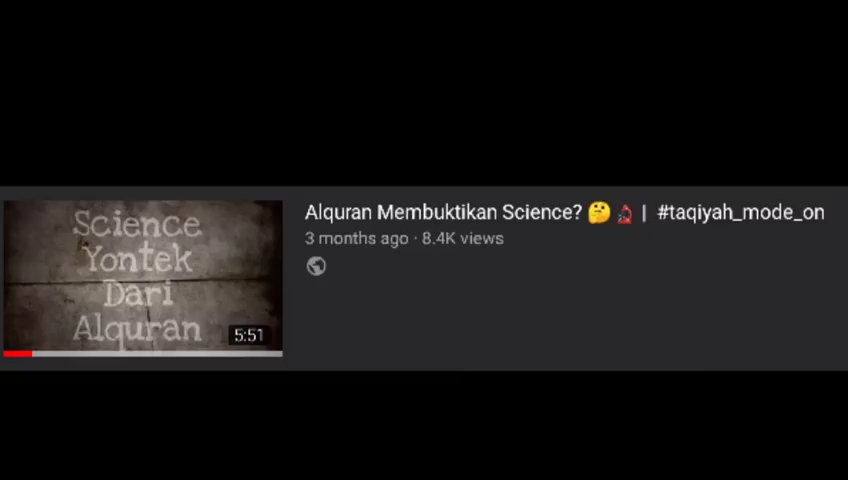 Science
Yontek
Dari
Alquran
5:51
Alquran Membuktikan Science? 🤔 🔬 | #taqiyah_mode_on
3 months ago · 8.4K views